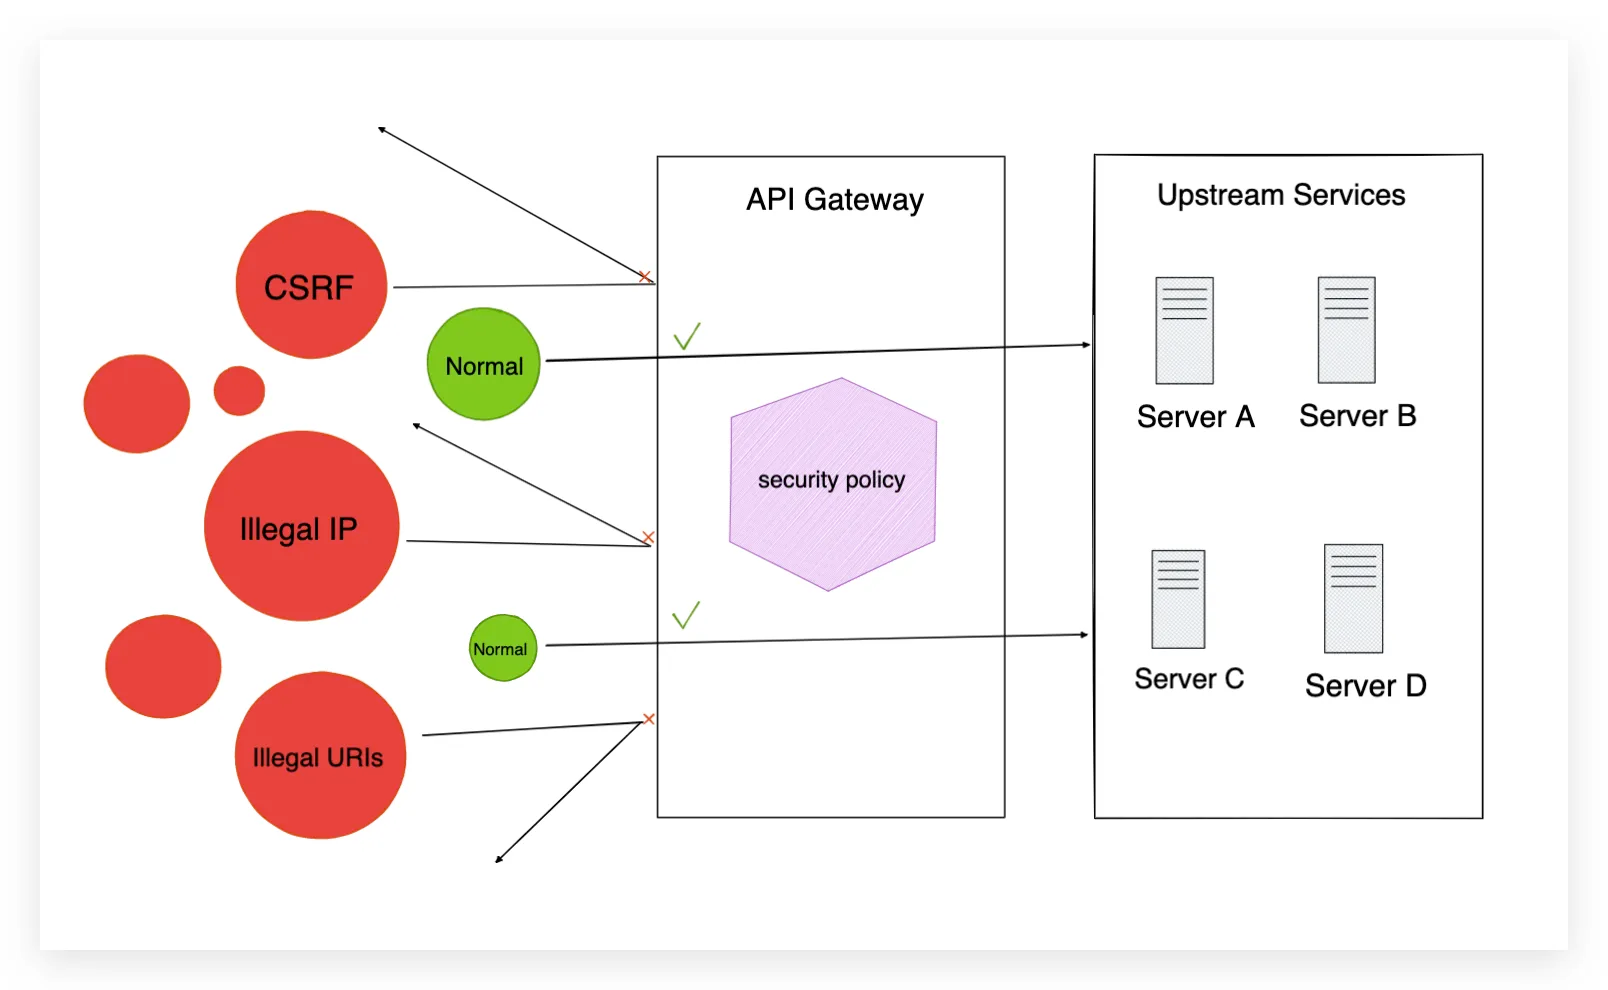 API Gateway
Upstream Services
CSRF
Normal
Server A
Server B
security policy
Illegal IP
Normal
Server C
Server D
Illegal URIs